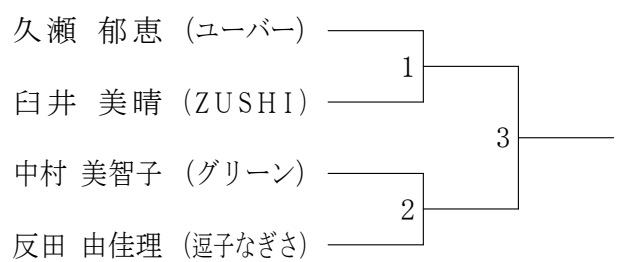 久瀬 郁恵 (ユーバー)
1
臼井 美晴 (ZUSHI)
3
中村 美智子 (グリーン)
2
反田 由佳理 (逗子なぎさ)